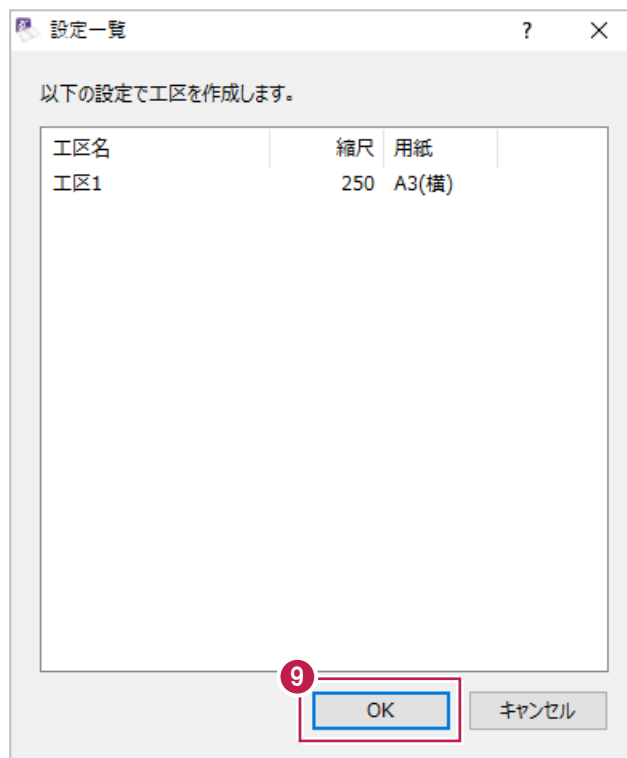 設定一覧 ?
以下の設定で工区を作成します。
工区名 縮尺 用紙
工区1 250 A3(横)
9
OK キャンセル